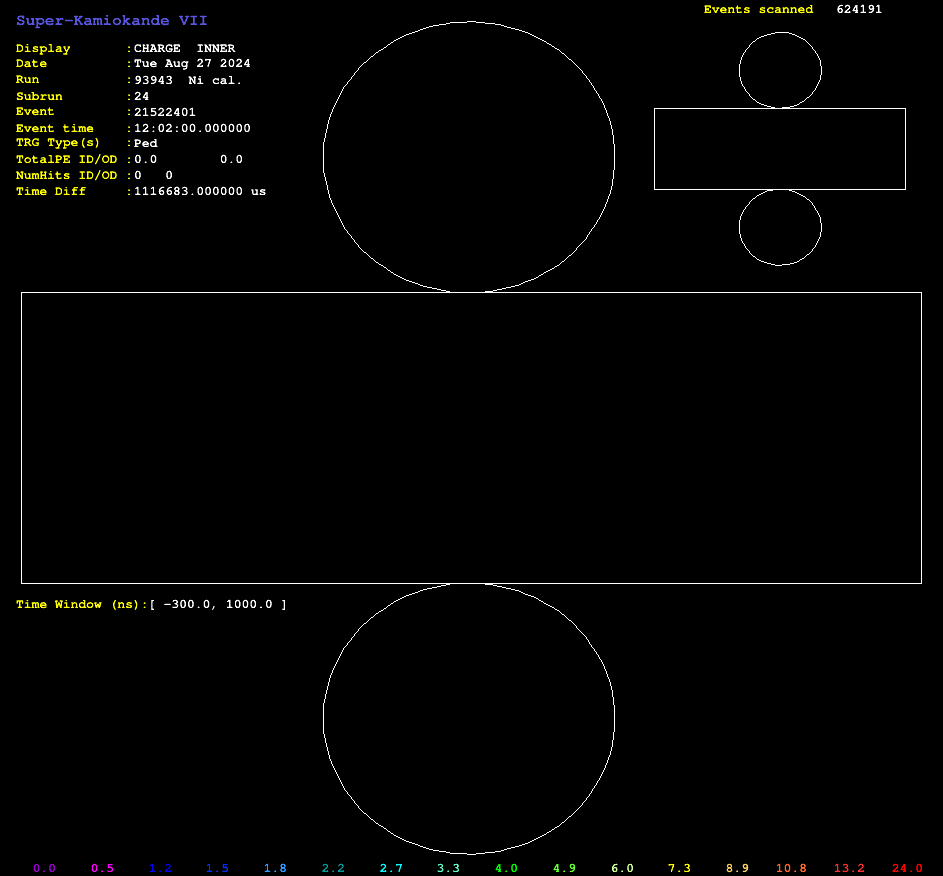 Super-Kamiokande VII
Events scanned 624191
Display :CHARGE INNER
Date :Tue Aug 27 2024
Run :93943 Ni cal.
Subrun :24
Event :21522401
Event time :12:02:00.000000
TRG Type(s) :Ped
TotalPE ID/OD :0.0 0.0
NumHits ID/OD :0 0
Time Diff :1116683.000000 us
Time Window (ns):[ -300.0, 1000.0 ]
0.0 0.5 1.2 1.5 1.8 2.2 2.7 3.3 4.0 4.9 6.0 7.3 8.9 10.8 13.2 24.0